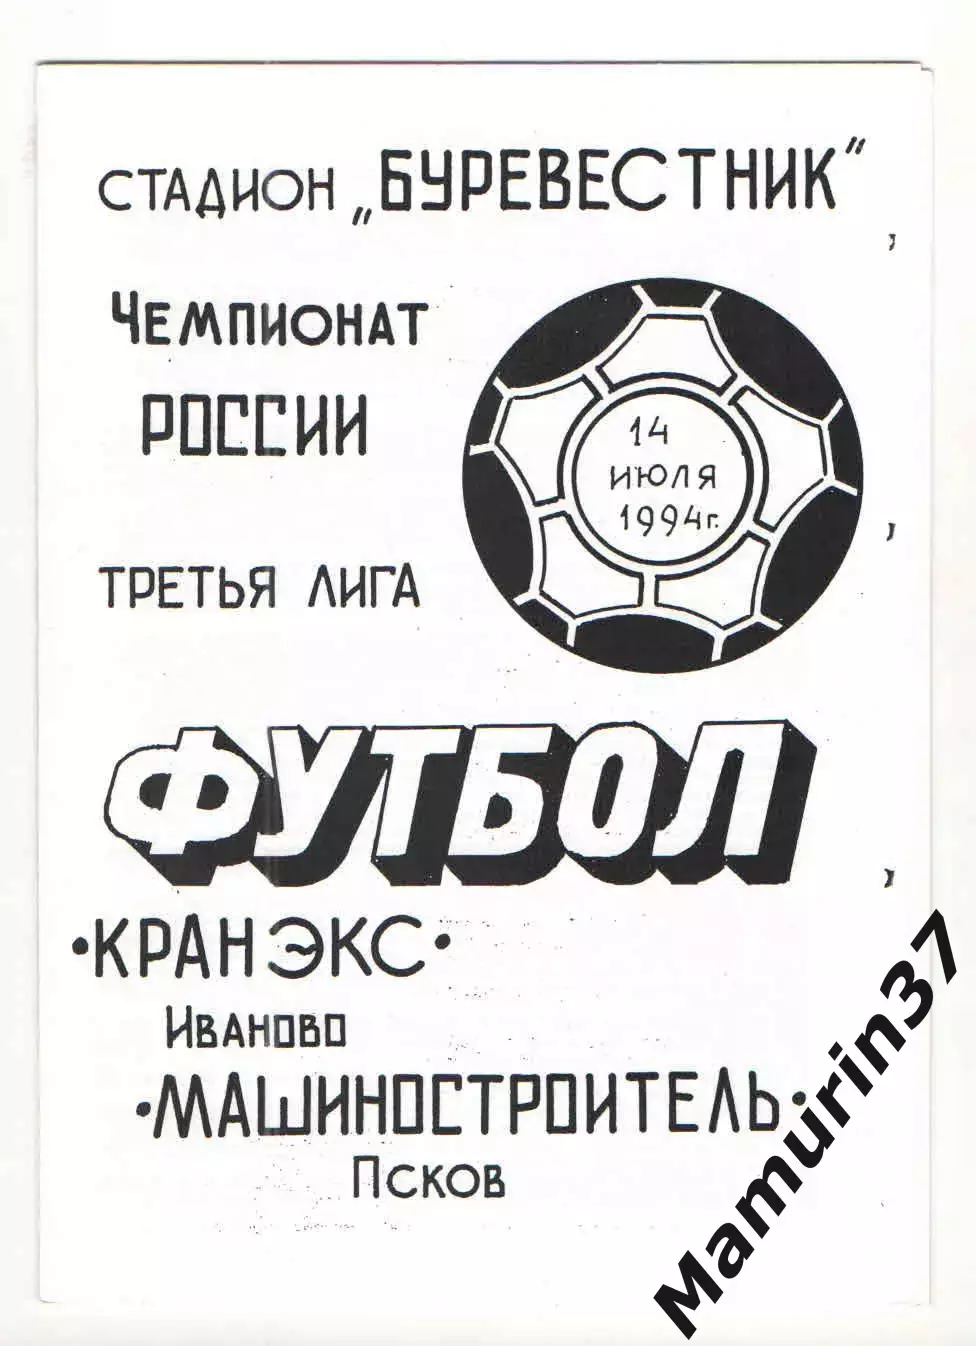 СТАДИОН „БУРЕВЕСТНИК"
ЧЕМПИОНАТ
РОССИИ
14
ИЮЛЯ
1994г.
ТРЕТЬЯ ЛИГА
ФУТБОЛ
•КРАНЭКС•
ИВАНОВО
•МАШИНОСТРОИТЕЛЬ•
ПСКОВ
Mamurin37